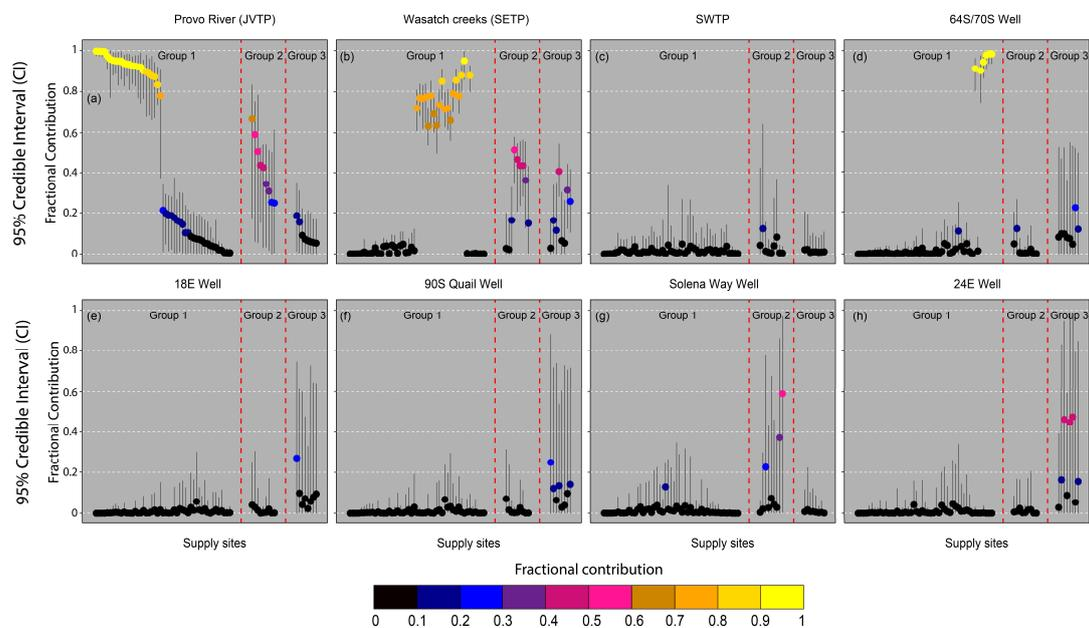 Provo River (JVTP) Wasatch creeks (SETP) SWTP 64S/70S Well
95% Credible Interval (CI)
Fractional Contribution
1
0.8
0.6
0.4
0.2
0
(a) Group 1 Group 2 Group 3
(b) Group 1 Group 2 Group 3
(c) Group 1 Group 2 Group 3
(d) Group 1 Group 2 Group 3
18E Well 90S Quail Well Solena Way Well 24E Well
95% Credible Interval (CI)
Fractional Contribution
1
0.8
0.6
0.4
0.2
0
(e) Group 1 Group 2 Group 3
(f) Group 1 Group 2 Group 3
(g) Group 1 Group 2 Group 3
(h) Group 1 Group 2 Group 3
Supply sites Supply sites Supply sites Supply sites
Fractional contribution
0 0.1 0.2 0.3 0.4 0.5 0.6 0.7 0.8 0.9 1